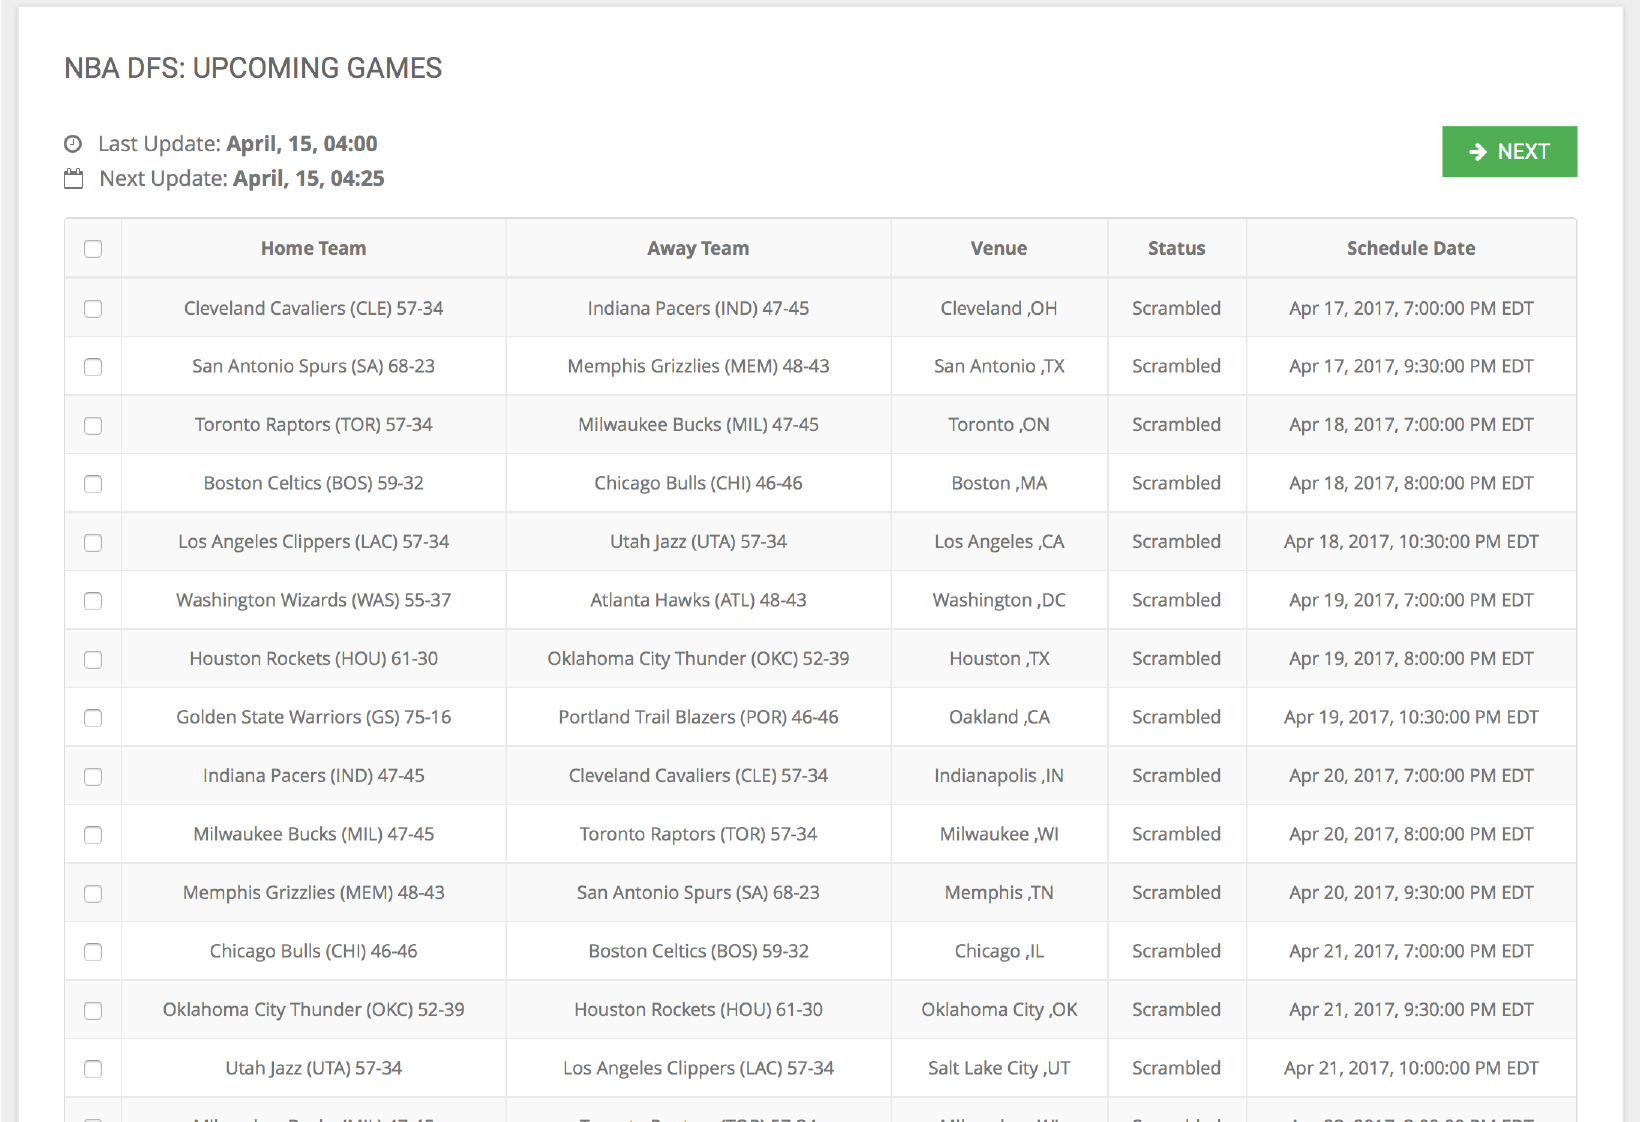 NBA DFS: UPCOMING GAMES
Last Update: April, 15, 04:00
Next Update: April, 15, 04:25
NEXT
Home Team Away Team Venue Status Schedule Date
Cleveland Cavaliers (CLE) 57-34 Indiana Pacers (IND) 47-45 Cleveland ,OH Scrambled Apr 17, 2017, 7:00:00 PM EDT
San Antonio Spurs (SA) 68-23 Memphis Grizzlies (MEM) 48-43 San Antonio ,TX Scrambled Apr 17, 2017, 9:30:00 PM EDT
Toronto Raptors (TOR) 57-34 Milwaukee Bucks (MIL) 47-45 Toronto ,ON Scrambled Apr 18, 2017, 7:00:00 PM EDT
Boston Celtics (BOS) 59-32 Chicago Bulls (CHI) 46-46 Boston ,MA Scrambled Apr 18, 2017, 8:00:00 PM EDT
Los Angeles Clippers (LAC) 57-34 Utah Jazz (UTA) 57-34 Los Angeles ,CA Scrambled Apr 18, 2017, 10:30:00 PM EDT
Washington Wizards (WAS) 55-37 Atlanta Hawks (ATL) 48-43 Washington ,DC Scrambled Apr 19, 2017, 7:00:00 PM EDT
Houston Rockets (HOU) 61-30 Oklahoma City Thunder (OKC) 52-39 Houston ,TX Scrambled Apr 19, 2017, 8:00:00 PM EDT
Golden State Warriors (GS) 75-16 Portland Trail Blazers (POR) 46-46 Oakland ,CA Scrambled Apr 19, 2017, 10:30:00 PM EDT
Indiana Pacers (IND) 47-45 Cleveland Cavaliers (CLE) 57-34 Indianapolis ,IN Scrambled Apr 20, 2017, 7:00:00 PM EDT
Milwaukee Bucks (MIL) 47-45 Toronto Raptors (TOR) 57-34 Milwaukee ,WI Scrambled Apr 20, 2017, 8:00:00 PM EDT
Memphis Grizzlies (MEM) 48-43 San Antonio Spurs (SA) 68-23 Memphis ,TN Scrambled Apr 20, 2017, 9:30:00 PM EDT
Chicago Bulls (CHI) 46-46 Boston Celtics (BOS) 59-32 Chicago ,IL Scrambled Apr 21, 2017, 7:00:00 PM EDT
Oklahoma City Thunder (OKC) 52-39 Houston Rockets (HOU) 61-30 Oklahoma City ,OK Scrambled Apr 21, 2017, 9:30:00 PM EDT
Utah Jazz (UTA) 57-34 Los Angeles Clippers (LAC) 57-34 Salt Lake City ,UT Scrambled Apr 21, 2017, 10:00:00 PM EDT